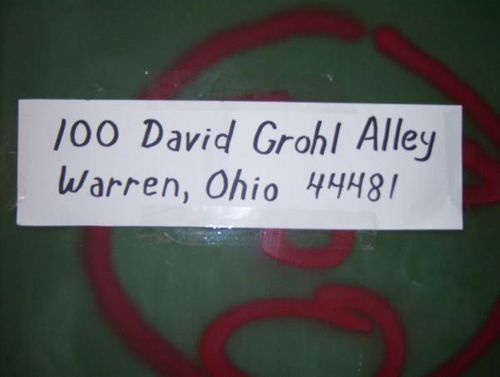 100 David Grohl Alley
Warren, Ohio 44481